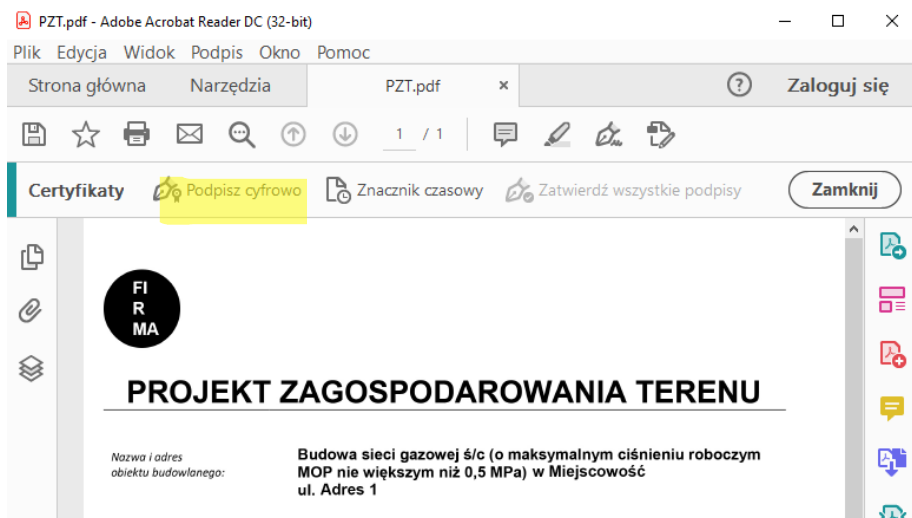 PZT.pdf - Adobe Acrobat Reader DC (32-bit)
Plik Edycja Widok Podpis Okno Pomoc
Strona główna Narzędzia PZT.pdf × ? Zaloguj się
1 / 1
Certyfikaty Podpisz cyfrowo Znacznik czasowy Zatwierdź wszystkie podpisy Zamknij
FI
R
MA
PROJEKT ZAGOSPODAROWANIA TERENU
Nazwa i adres Budowa sieci gazowej ś/c (o maksymalnym ciśnieniu roboczym
obiektu budowlanego: MOP nie większym niż 0,5 MPa) w Miejscowość
ul. Adres 1